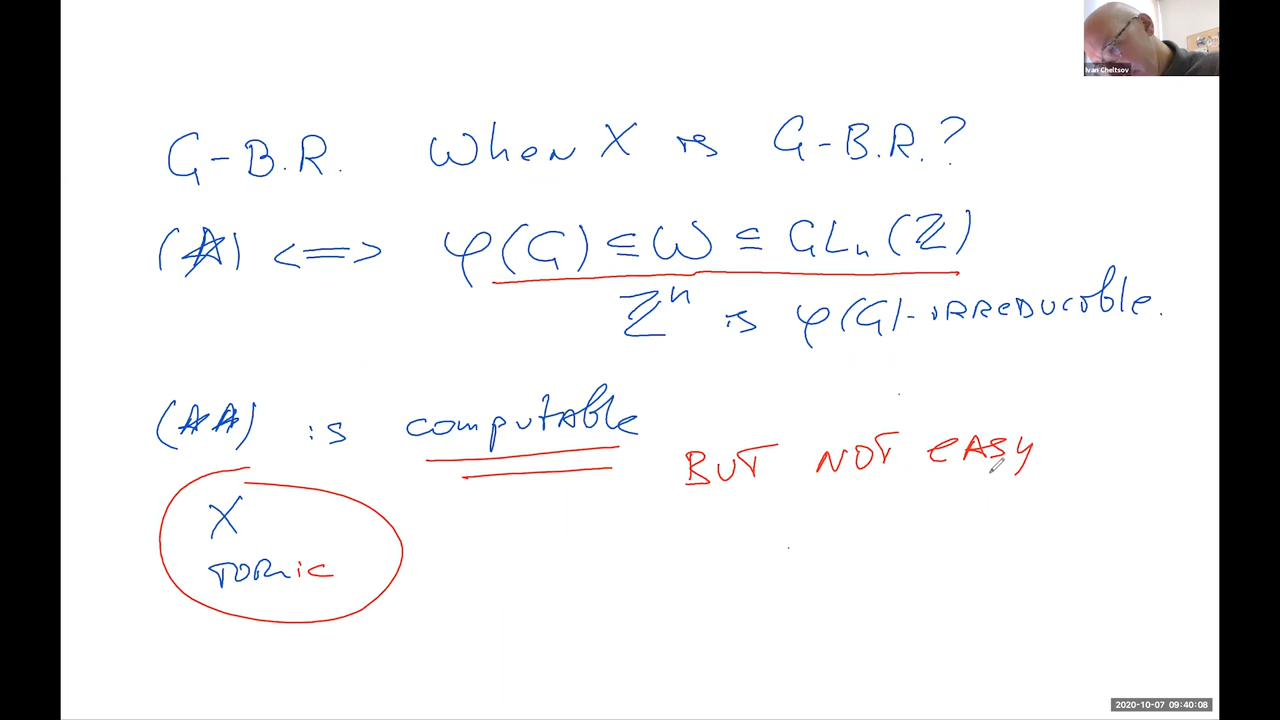 G-B.R. When X is G-B.R.?
(☆) <=> φ(G) ⊆ W ⊆ GLn(ℤ)
ℤⁿ is φ(G)-irreducible.
(☆☆) is computable
BUT NOT EASY
X
TORic
Ivan Cheltsov
2020-10-07 09:40:08